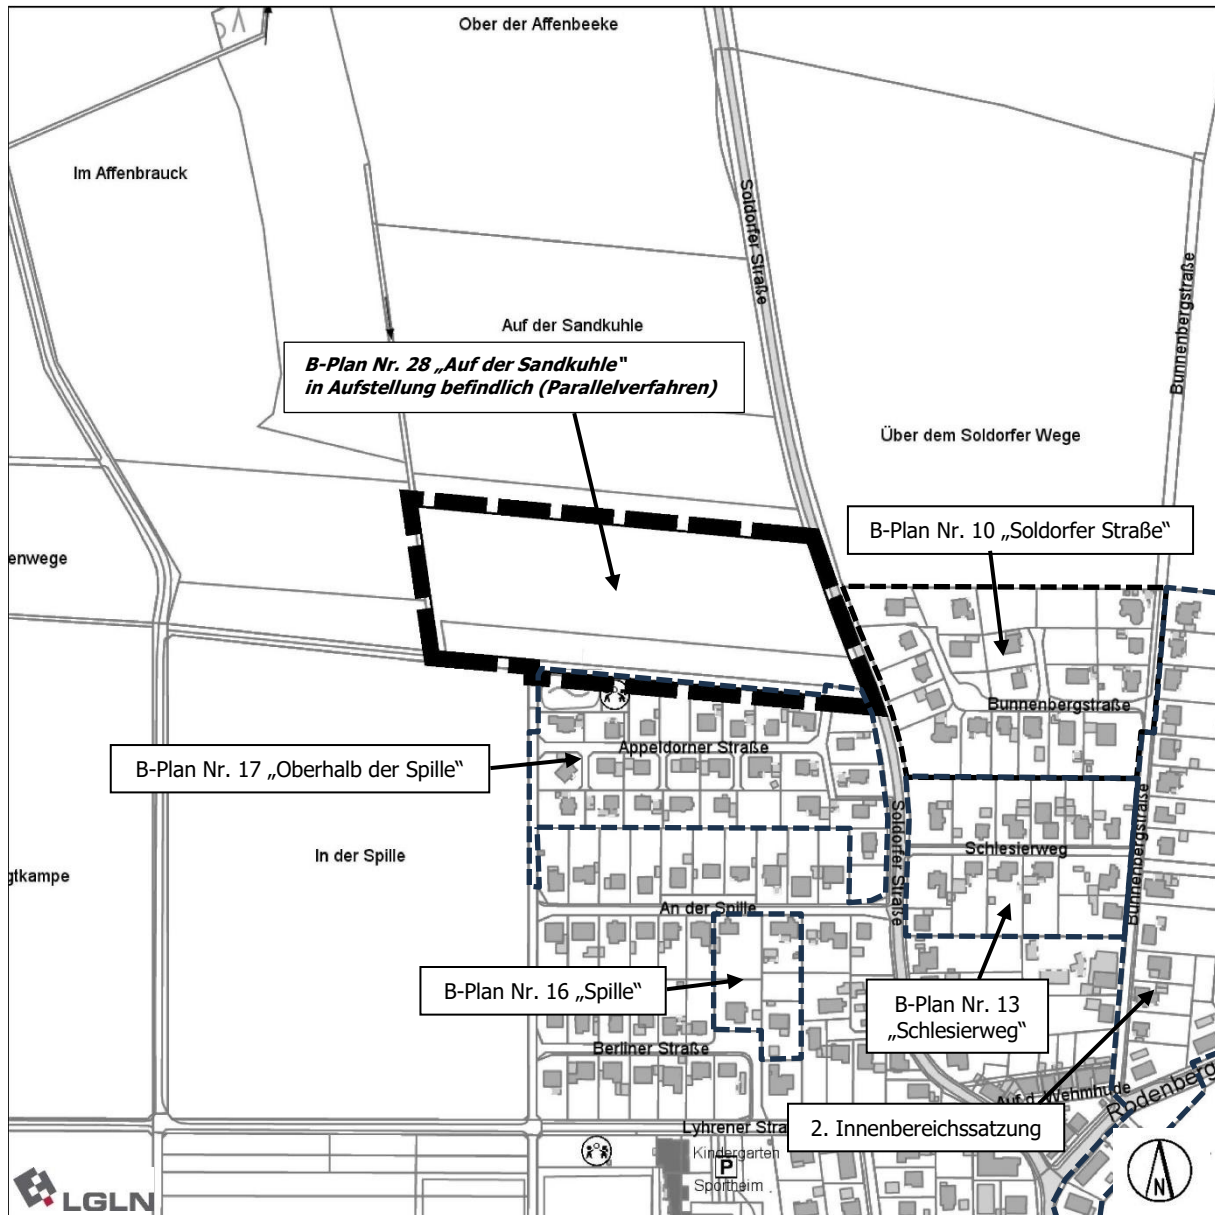 Ober der Affenbeeke
Im Affenbrauck
Soldorfer Straße
Bunnenbergstraße
Auf der Sandkuhle
B-Plan Nr. 28 „Auf der Sandkuhle“
in Aufstellung befindlich (Parallelverfahren)
Über dem Soldorfer Wege
B-Plan Nr. 10 „Soldorfer Straße“
enwege
Bunnenbergstraße
Appeldorner Straße
B-Plan Nr. 17 „Oberhalb der Spille“
Soldorfer Straße
Bunnenbergstraße
Schlesierweg
In der Spille
gtkampe
An der Spille
B-Plan Nr. 16 „Spille“
B-Plan Nr. 13
„Schlesierweg“
Berliner Straße
Auf d. Wehmhude
Rodenberg
Lyhrener Stra
2. Innenbereichssatzung
Kindergarten
P
Sportheim
N
LGLN